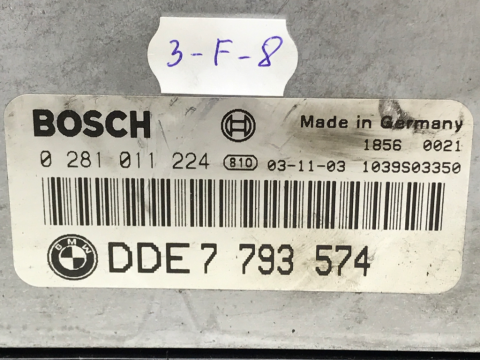 3-F-8
BOSCH
Made in Germany
1856 0021
0 281 011 224 810 03-11-03 1039S03350
BMW DDE 7 793 574